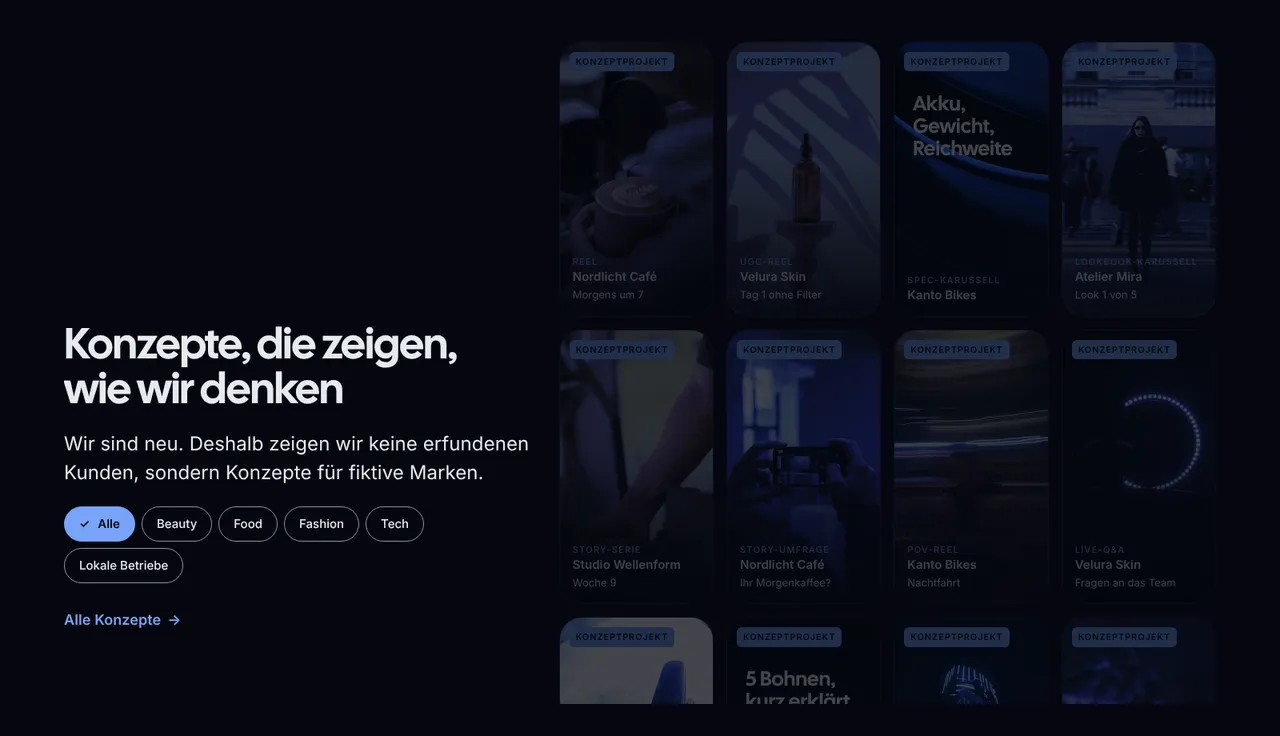 Konzepte, die zeigen,
wie wir denken
Wir sind neu. Deshalb zeigen wir keine erfundenen
Kunden, sondern Konzepte für fiktive Marken.
Alle
Beauty
Food
Fashion
Tech
Lokale Betriebe
Alle Konzepte →
KONZEPTPROJEKT
REEL
Nordlicht Café
Morgens um 7
KONZEPTPROJEKT
UGC-REEL
Velura Skin
Tag 1 ohne Filter
KONZEPTPROJEKT
Akku,
Gewicht,
Reichweite
SPEC-KARUSSELL
Kanto Bikes
KONZEPTPROJEKT
LOOKBOOK-KARUSSELL
Atelier Mira
Look 1 von 5
KONZEPTPROJEKT
STORY-SERIE
Studio Wellenform
Woche 9
KONZEPTPROJEKT
STORY-UMFRAGE
Nordlicht Café
Ihr Morgenkaffee?
KONZEPTPROJEKT
POV-REEL
Kanto Bikes
Nachtfahrt
KONZEPTPROJEKT
LIVE-Q&A
Velura Skin
Fragen an das Team
KONZEPTPROJEKT
KONZEPTPROJEKT
5 Bohnen,
kurz erklärt
KONZEPTPROJEKT
KONZEPTPROJEKT